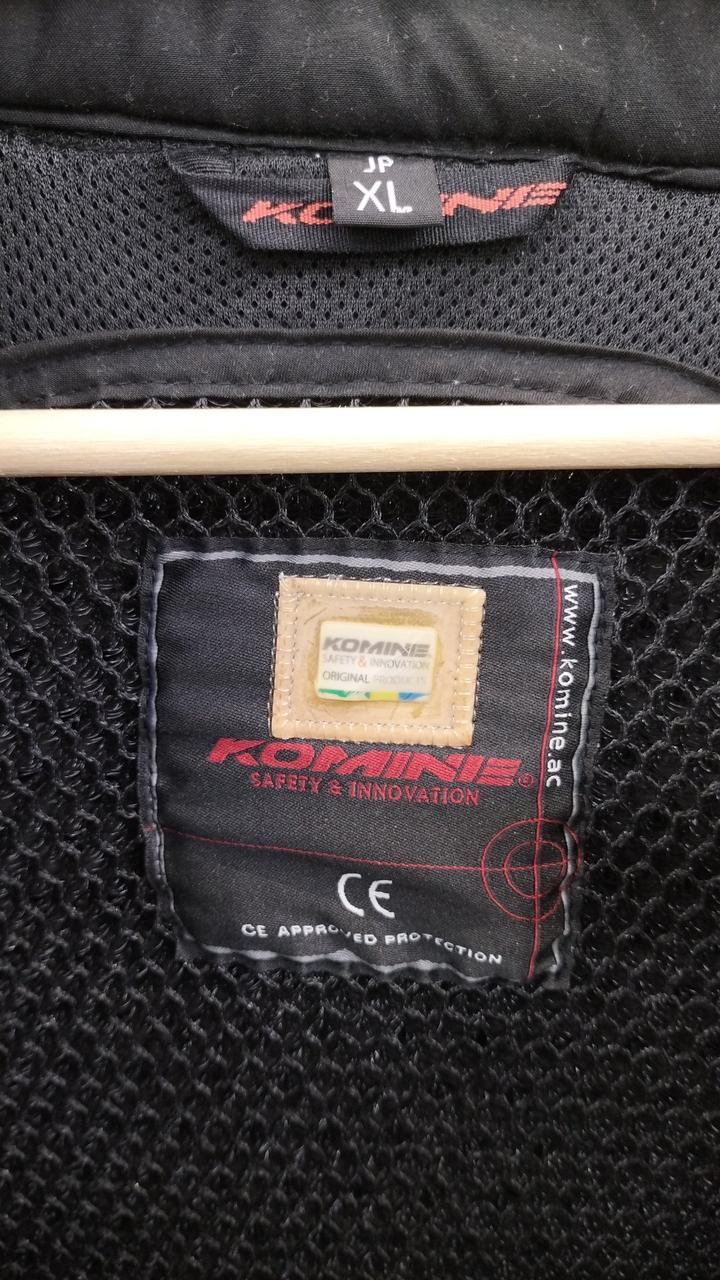 JP
XL
KOMINE
KOMINE
SAFETY & INNOVATION
ORIGINAL PRODUCTS
KOMINE®
SAFETY & INNOVATION
www.komine.ac
CE
CE APPROVED PROTECTION